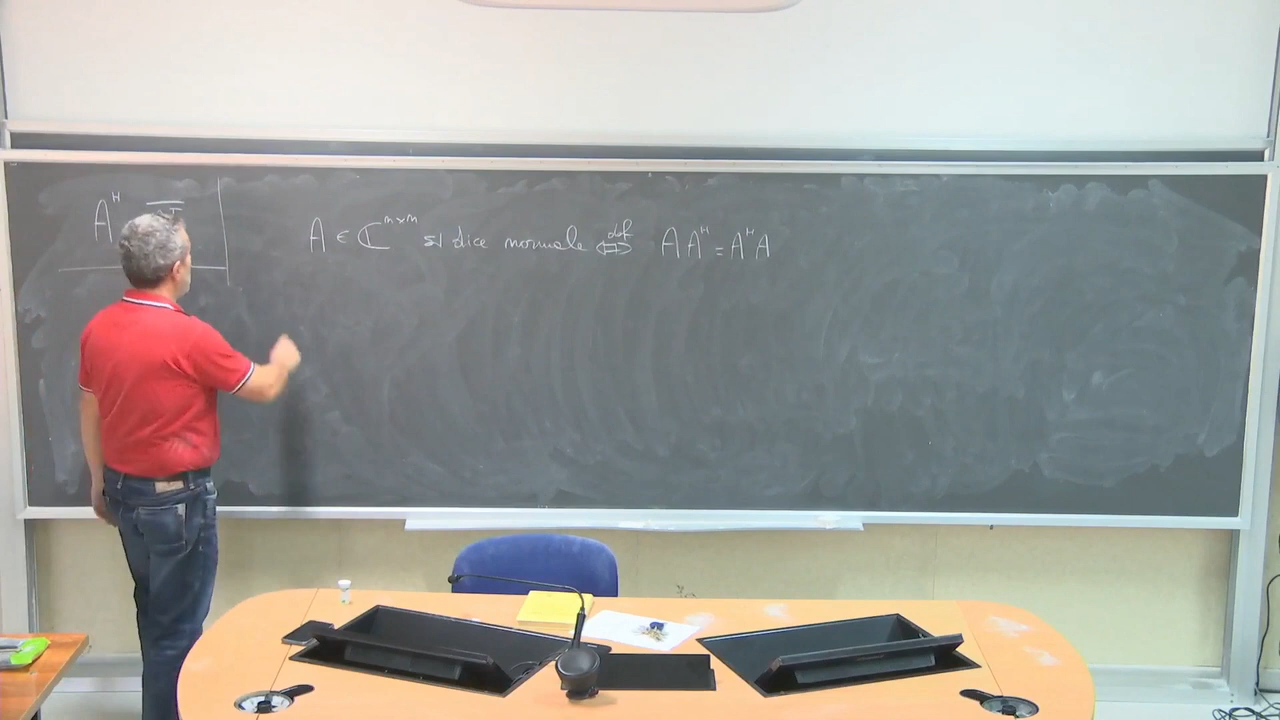 A^H
A ∈ ℂ^{n×n} si dice normale ⇔^{def} A A^H = A^H A